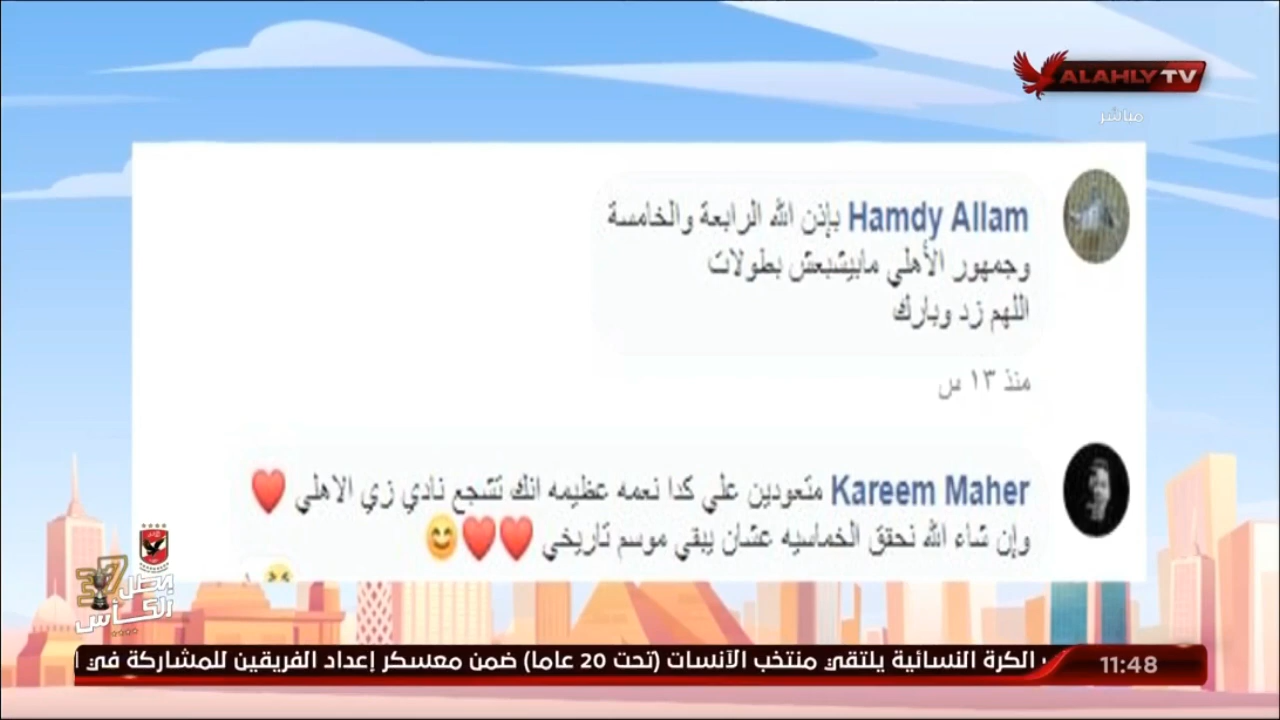 ALAHLY TV
مباشر
Hamdy Allam بإذن الله الرابعة والخامسة
وجمهور الأهلي مابيشبعش بطولات
اللهم زد وبارك
منذ ١٣ س
Kareem Maher متعودين علي كدا نعمه عظيمه انك تشجع نادي زي الاهلي ❤️
وإن شاء الله نحقق الخماسيه عشان يبقي موسم تاريخي ❤️❤️😊
37
بطل
الكأس
الكرة النسائية يلتقي منتخب الآنسات (تحت 20 عاما) ضمن معسكر إعداد الفريقين للمشاركة في
11:48